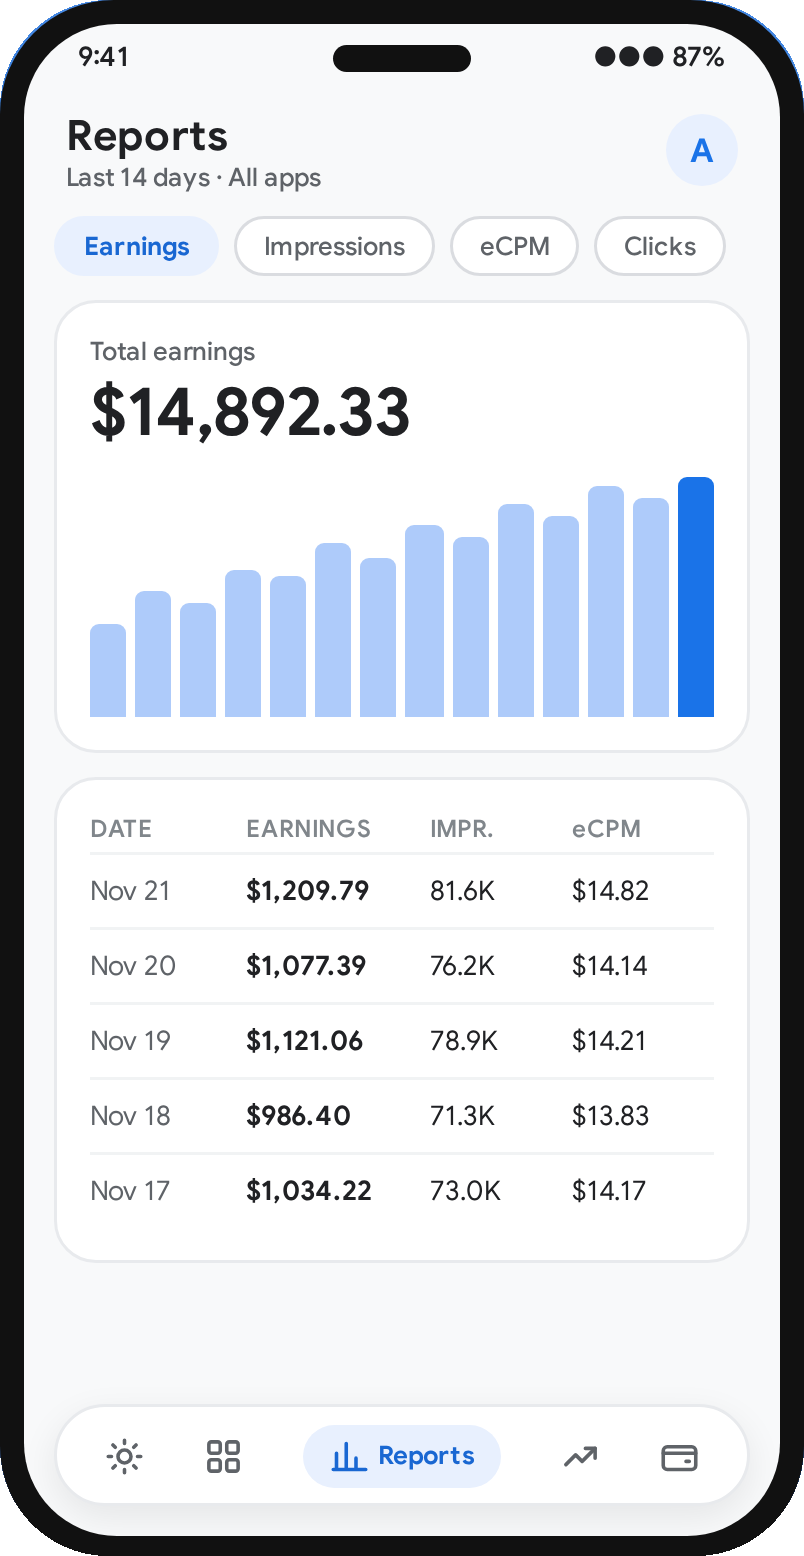 9:41 87%
Reports
Last 14 days · All apps
A
Earnings Impressions eCPM Clicks
Total earnings
$14,892.33
DATE EARNINGS IMPR. eCPM
Nov 21 $1,209.79 81.6K $14.82
Nov 20 $1,077.39 76.2K $14.14
Nov 19 $1,121.06 78.9K $14.21
Nov 18 $986.40 71.3K $13.83
Nov 17 $1,034.22 73.0K $14.17
Reports